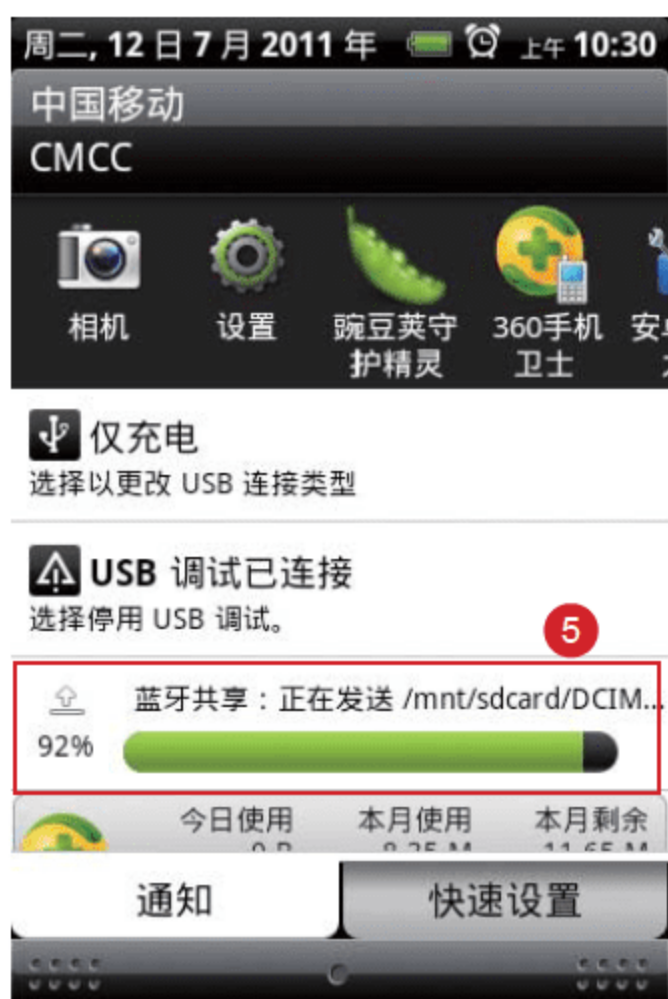 周二, 12 日 7 月 2011 年 上午 10:30
中国移动
CMCC
相机 设置 豌豆荚守护精灵 360手机卫士
仅充电
选择以更改 USB 连接类型
USB 调试已连接
选择停用 USB 调试。
5
蓝牙共享：正在发送 /mnt/sdcard/DCIM...
92%
今日使用 本月使用 本月剩余
通知 快速设置